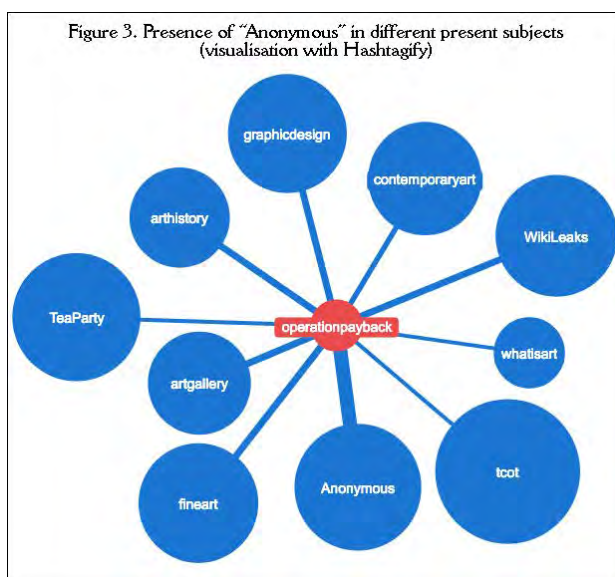 Figure 3. Presence of "Anonymous" in different present subjects
(visualisation with Hashtagify)
graphicdesign
contemporaryart
arthistory
WikiLeaks
TeaParty
operationpayback
whatisart
artgallery
tcot
Anonymous
fineart